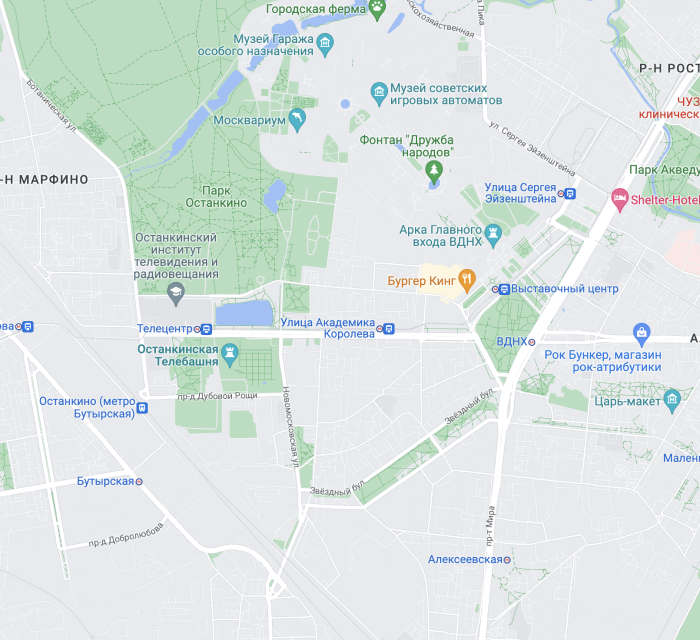 Городская ферма
Сельскохозяйственная
Музей Гаража
особого назначения
Р-Н РОСТ
Ботаническая ул.
Музей советских
игровых автоматов
ЧУЗ
клиническ
Москвариум
ул. Сергея Эйзенштейна
Фонтан "Дружба
народов"
Парк Акведу
-Н МАРФИНО
Парк
Останкино
Улица Сергея
Эйзенштейна
Shelter-Hotel
Арка Главного
входа ВДНХ
Останкинский
институт
телевидения и
радиовещания
Бургер Кинг
Выставочный центр
ова
Телецентр
Улица Академика
Королева
ВДНХ
А
Останкинская
Телебашня
Рок Бункер, магазин
рок-атрибутики
пр-д Дубовой Рощи
Новомосковская ул.
Звёздный бул.
Царь-макет
Останкино (метро
Бутырская)
Мален
Бутырская
Звёздный бул.
пр-т Мира
пр-д Добролюбова
Алексеевская